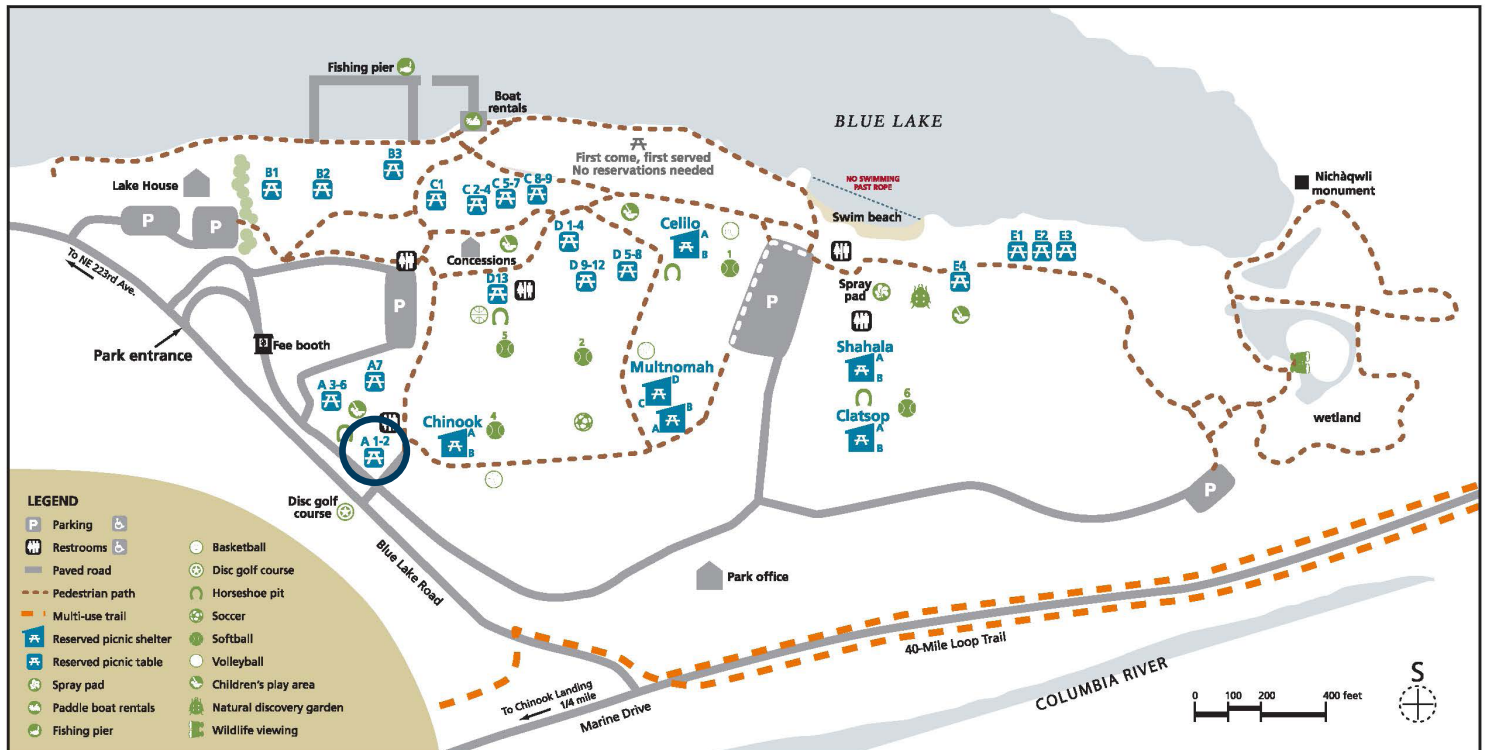 Fishing pier
Boat
rentals
BLUE LAKE
First come, first served
No reservations needed
NO SWIMMING
PAST ROPE
Swim beach
Nichàqwli
monument
Lake House
B1
B2
B3
C1
C 2-4
C 5-7
C 8-9
P
P
To NE 223rd Ave.
Concessions
D 1-4
D 9-12
D 5-8
D13
Celilo
A
B
1
E1
E2
E3
E4
Spray
pad
P
P
Park entrance
Fee booth
5
2
A7
A 3-6
A 1-2
Multnomah
D
C
B
A
Shahala
A
B
Clatsop
A
B
6
Chinook
A
B
4
wetland
P
Disc golf
course
Blue Lake Road
Park office
40-Mile Loop Trail
COLUMBIA RIVER
To Chinook Landing
1/4 mile
Marine Drive
0 100 200 400 feet
S
LEGEND
P Parking
Restrooms
Paved road
Pedestrian path
Multi-use trail
Reserved picnic shelter
Reserved picnic table
Spray pad
Paddle boat rentals
Fishing pier
Basketball
Disc golf course
Horseshoe pit
Soccer
Softball
Volleyball
Children's play area
Natural discovery garden
Wildlife viewing